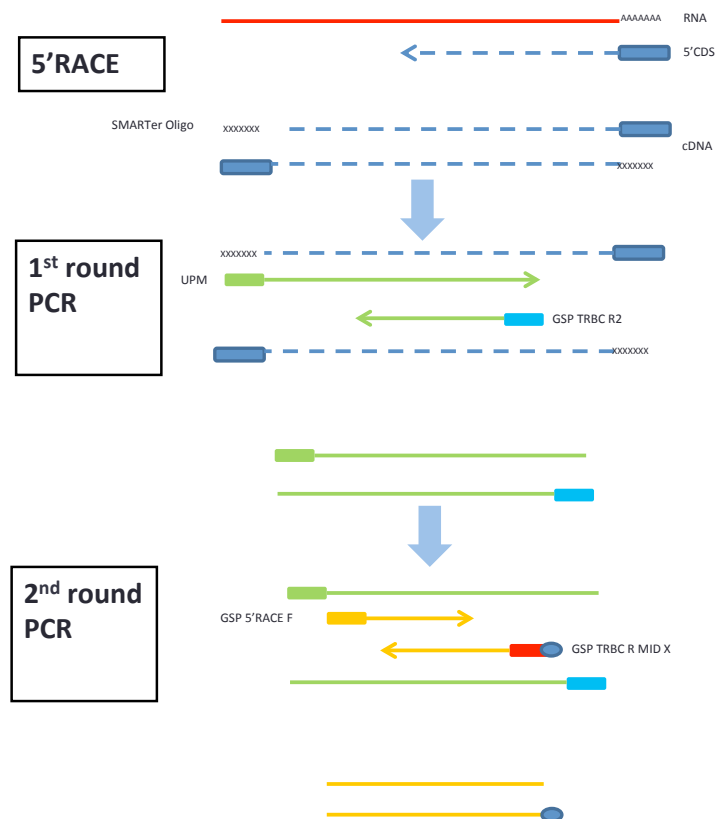 AAAAAAA RNA
5'RACE
5'CDS
SMARTer Oligo xxxxxxx
cDNA
xxxxxxx
1st round
PCR
xxxxxxx
UPM
GSP TRBC R2
xxxxxxx
2nd round
PCR
GSP 5'RACE F
GSP TRBC R MID X